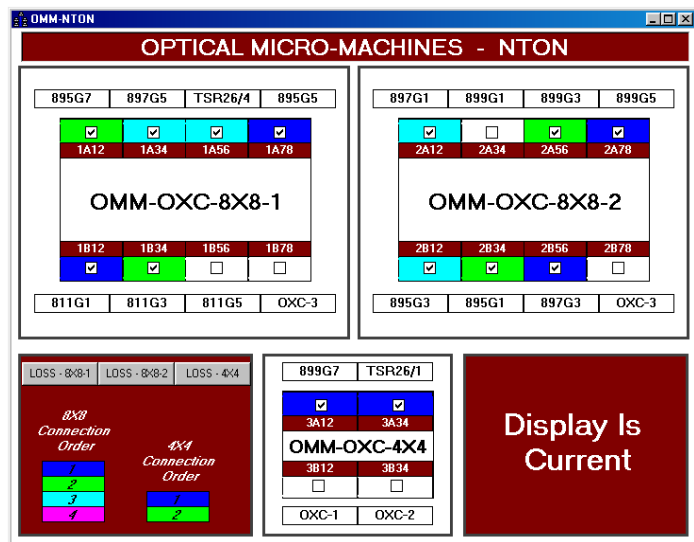 OMM-NTON
OPTICAL MICRO-MACHINES - NTON
895G7 897G5 TSR26/4 895G5
1A12 1A34 1A56 1A78
OMM-OXC-8X8-1
1B12 1B34 1B56 1B78
811G1 811G3 811G5 OXC-3
897G1 899G1 899G3 899G5
2A12 2A34 2A56 2A78
OMM-OXC-8X8-2
2B12 2B34 2B56 2B78
895G3 895G1 897G3 OXC-3
LOSS - 8X8-1 LOSS - 8X8-2 LOSS - 4X4
8X8
Connection
Order
1
2
3
4
4X4
Connection
Order
1
2
899G7 TSR26/1
3A12 3A34
OMM-OXC-4X4
3B12 3B34
OXC-1 OXC-2
Display Is
Current